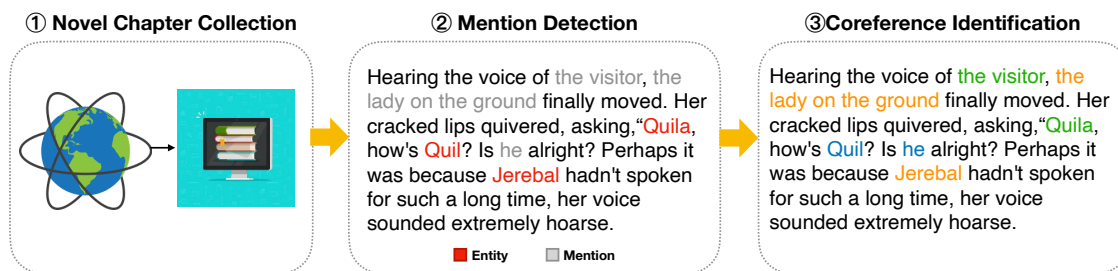 ① Novel Chapter Collection
② Mention Detection
Hearing the voice of the visitor, the
lady on the ground finally moved. Her
cracked lips quivered, asking,“Quila,
how's Quil? Is he alright? Perhaps it
was because Jerebal hadn't spoken
for such a long time, her voice
sounded extremely hoarse.
Entity
Mention
③Coreference Identification
Hearing the voice of the visitor, the
lady on the ground finally moved. Her
cracked lips quivered, asking,“Quila,
how's Quil? Is he alright? Perhaps it
was because Jerebal hadn't spoken
for such a long time, her voice
sounded extremely hoarse.